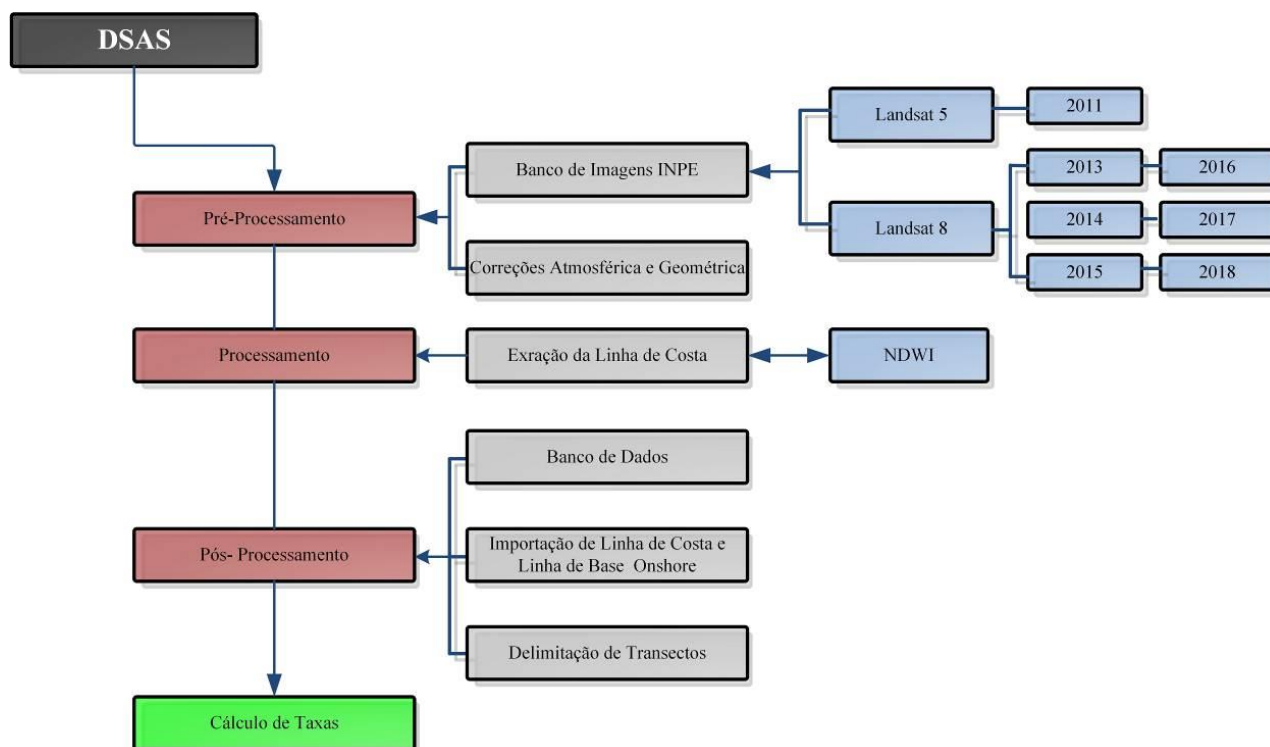 DSAS
Landsat 5
2011
Banco de Imagens INPE
2013
2016
Pré-Processamento
Landsat 8
2014
2017
Correções Atmosférica e Geométrica
2015
2018
Processamento
Exração da Linha de Costa
NDWI
Banco de Dados
Pós- Processamento
Importação de Linha de Costa e
Linha de Base Onshore
Delimitação de Transectos
Cálculo de Taxas